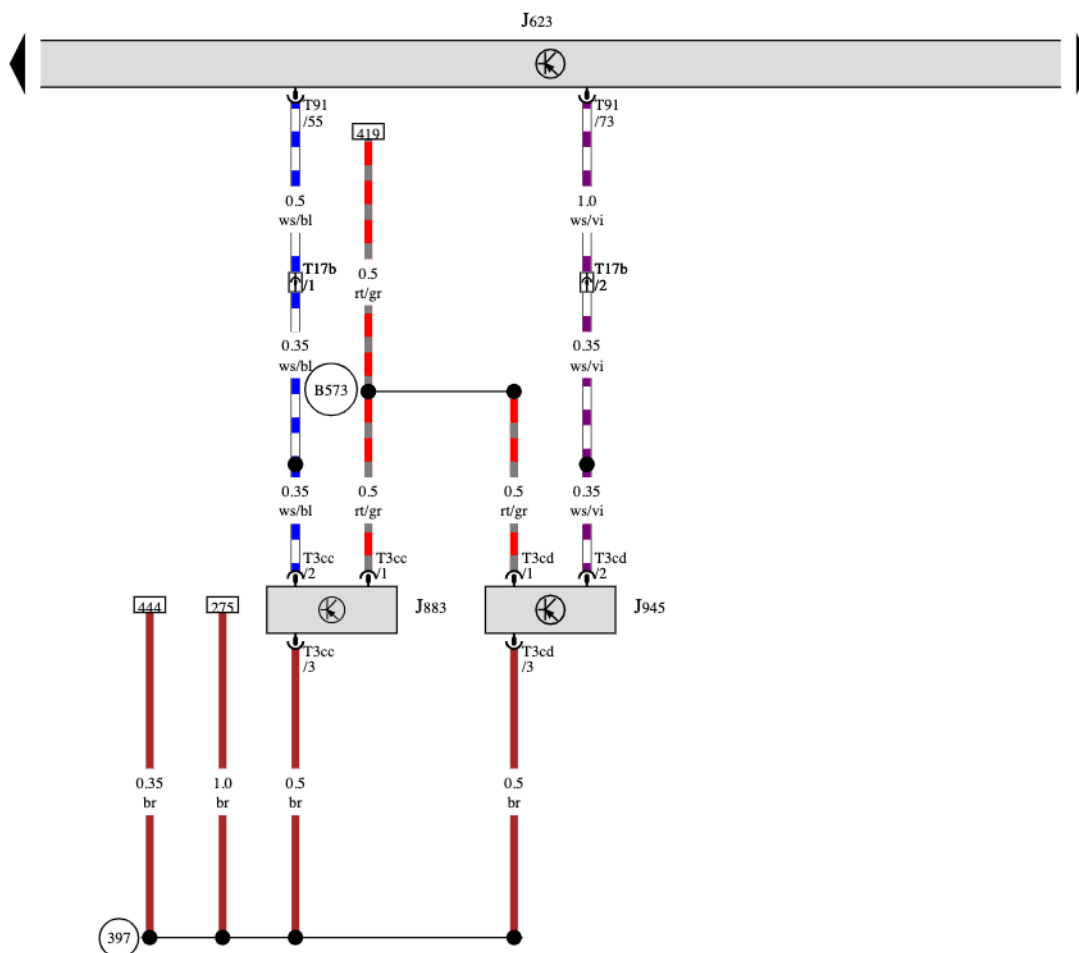 J623
T91
/55
T91
/73
419
0.5
ws/bl
1.0
ws/vi
T17b
/1
0.5
rt/gr
T17b
/2
0.35
ws/bl
0.35
ws/vi
B573
0.35
ws/bl
0.5
rt/gr
0.5
rt/gr
0.35
ws/vi
T3cc
/2
T3cc
/1
T3cd
/1
T3cd
/2
444
275
J883
J945
T3cc
/3
T3cd
/3
0.35
br
1.0
br
0.5
br
0.5
br
397